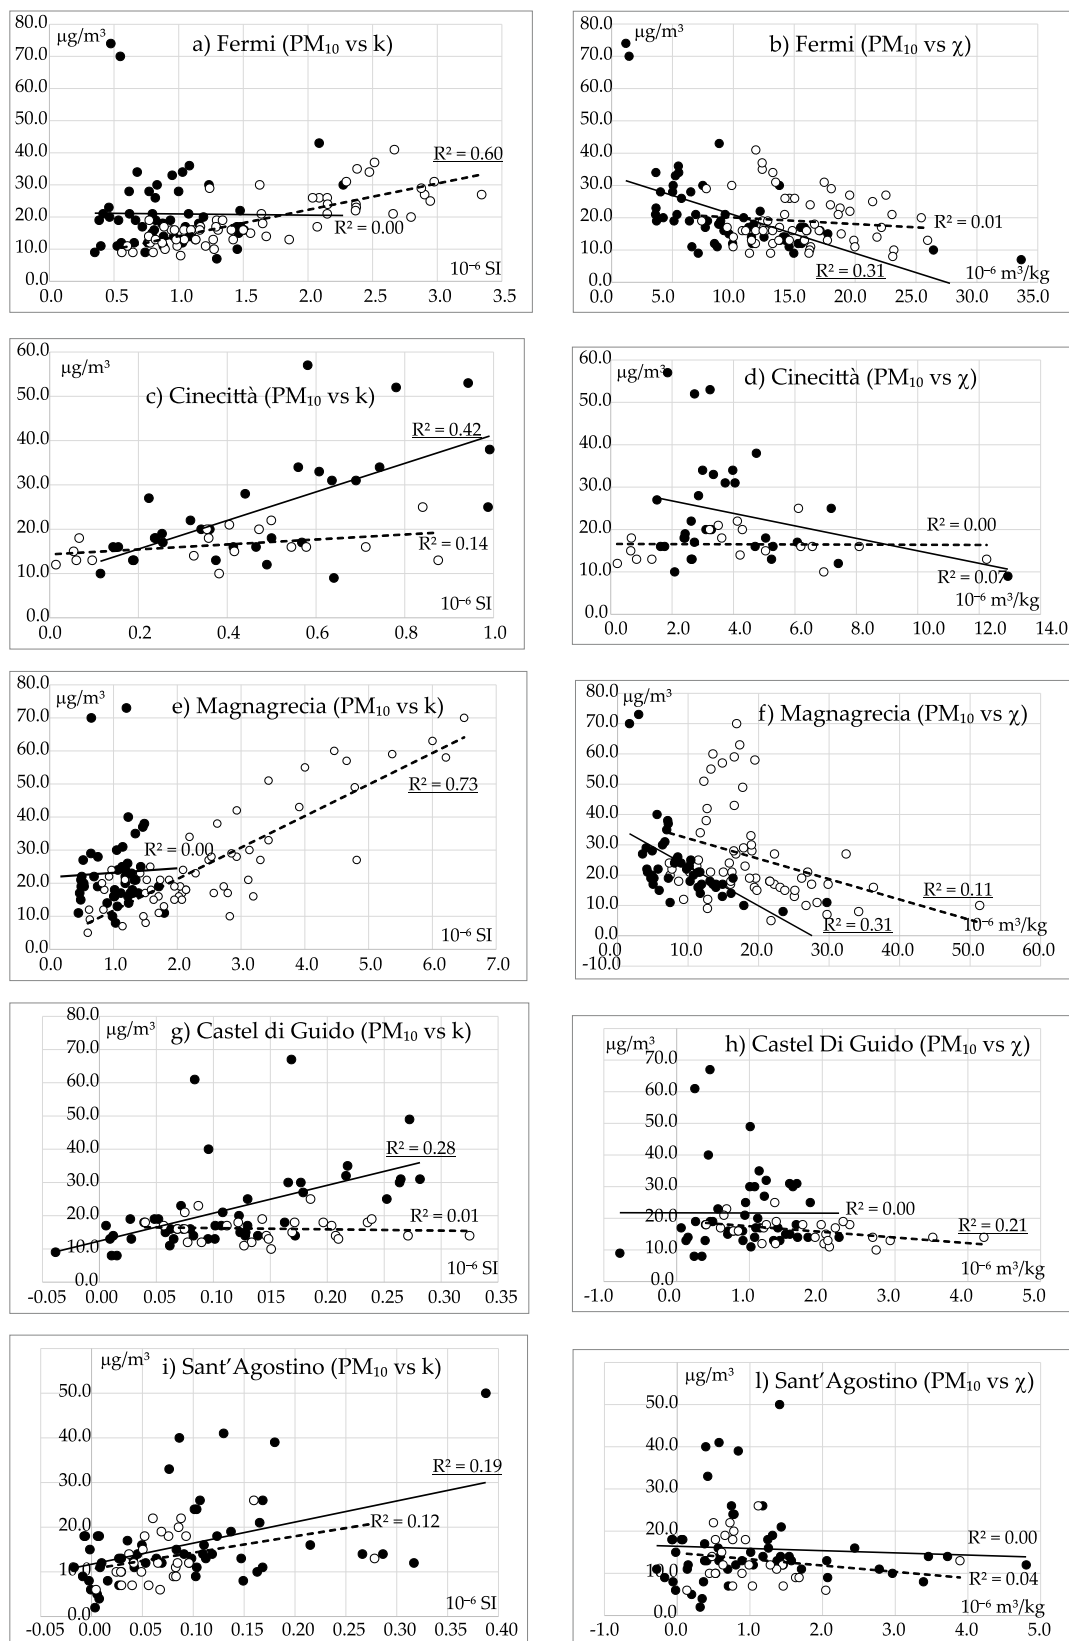 a) Fermi (PM₁₀ vs k)
µg/m³
80.0
70.0
60.0
50.0
40.0
30.0
20.0
10.0
0.0
R² = 0.60
R² = 0.00
10⁻⁶ SI
0.0 0.5 1.0 1.5 2.0 2.5 3.0 3.5
b) Fermi (PM₁₀ vs χ)
µg/m³
80.0
70.0
60.0
50.0
40.0
30.0
20.0
10.0
0.0
R² = 0.01
R² = 0.31
10⁻⁶ m³/kg
0.0 5.0 10.0 15.0 20.0 25.0 30.0 35.0
c) Cinecittà (PM₁₀ vs k)
µg/m³
60.0
50.0
40.0
30.0
20.0
10.0
0.0
R² = 0.42
R² = 0.14
10⁻⁶ SI
0.0 0.2 0.4 0.6 0.8 1.0
d) Cinecittà (PM₁₀ vs χ)
µg/m³
60.0
50.0
40.0
30.0
20.0
10.0
0.0
R² = 0.00
R² = 0.07
10⁻⁶ m³/kg
0.0 2.0 4.0 6.0 8.0 10.0 12.0 14.0
e) Magnagrecia (PM₁₀ vs k)
µg/m³
80.0
70.0
60.0
50.0
40.0
30.0
20.0
10.0
0.0
R² = 0.73
R² = 0.00
10⁻⁶ SI
0.0 1.0 2.0 3.0 4.0 5.0 6.0 7.0
f) Magnagrecia (PM₁₀ vs χ)
µg/m³
80.0
70.0
60.0
50.0
40.0
30.0
20.0
10.0
0.0
-10.0
R² = 0.11
R² = 0.31
10⁻⁶ m³/kg
0.0 10.0 20.0 30.0 40.0 50.0 60.0
g) Castel di Guido (PM₁₀ vs k)
µg/m³
80.0
70.0
60.0
50.0
40.0
30.0
20.0
10.0
0.0
R² = 0.28
R² = 0.01
10⁻⁶ SI
-0.05 0.00 0.05 0.10 0.15 0.20 0.25 0.30 0.35
h) Castel Di Guido (PM₁₀ vs χ)
µg/m³
70.0
60.0
50.0
40.0
30.0
20.0
10.0
0.0
R² = 0.00
R² = 0.21
10⁻⁶ m³/kg
-1.0 0.0 1.0 2.0 3.0 4.0 5.0
i) Sant’Agostino (PM₁₀ vs k)
µg/m³
50.0
40.0
30.0
20.0
10.0
0.0
R² = 0.19
R² = 0.12
10⁻⁶ SI
-0.05 0.00 0.05 0.10 0.15 0.20 0.25 0.30 0.35 0.40
l) Sant’Agostino (PM₁₀ vs χ)
µg/m³
50.0
40.0
30.0
20.0
10.0
0.0
R² = 0.00
R² = 0.04
10⁻⁶ m³/kg
-1.0 0.0 1.0 2.0 3.0 4.0 5.0